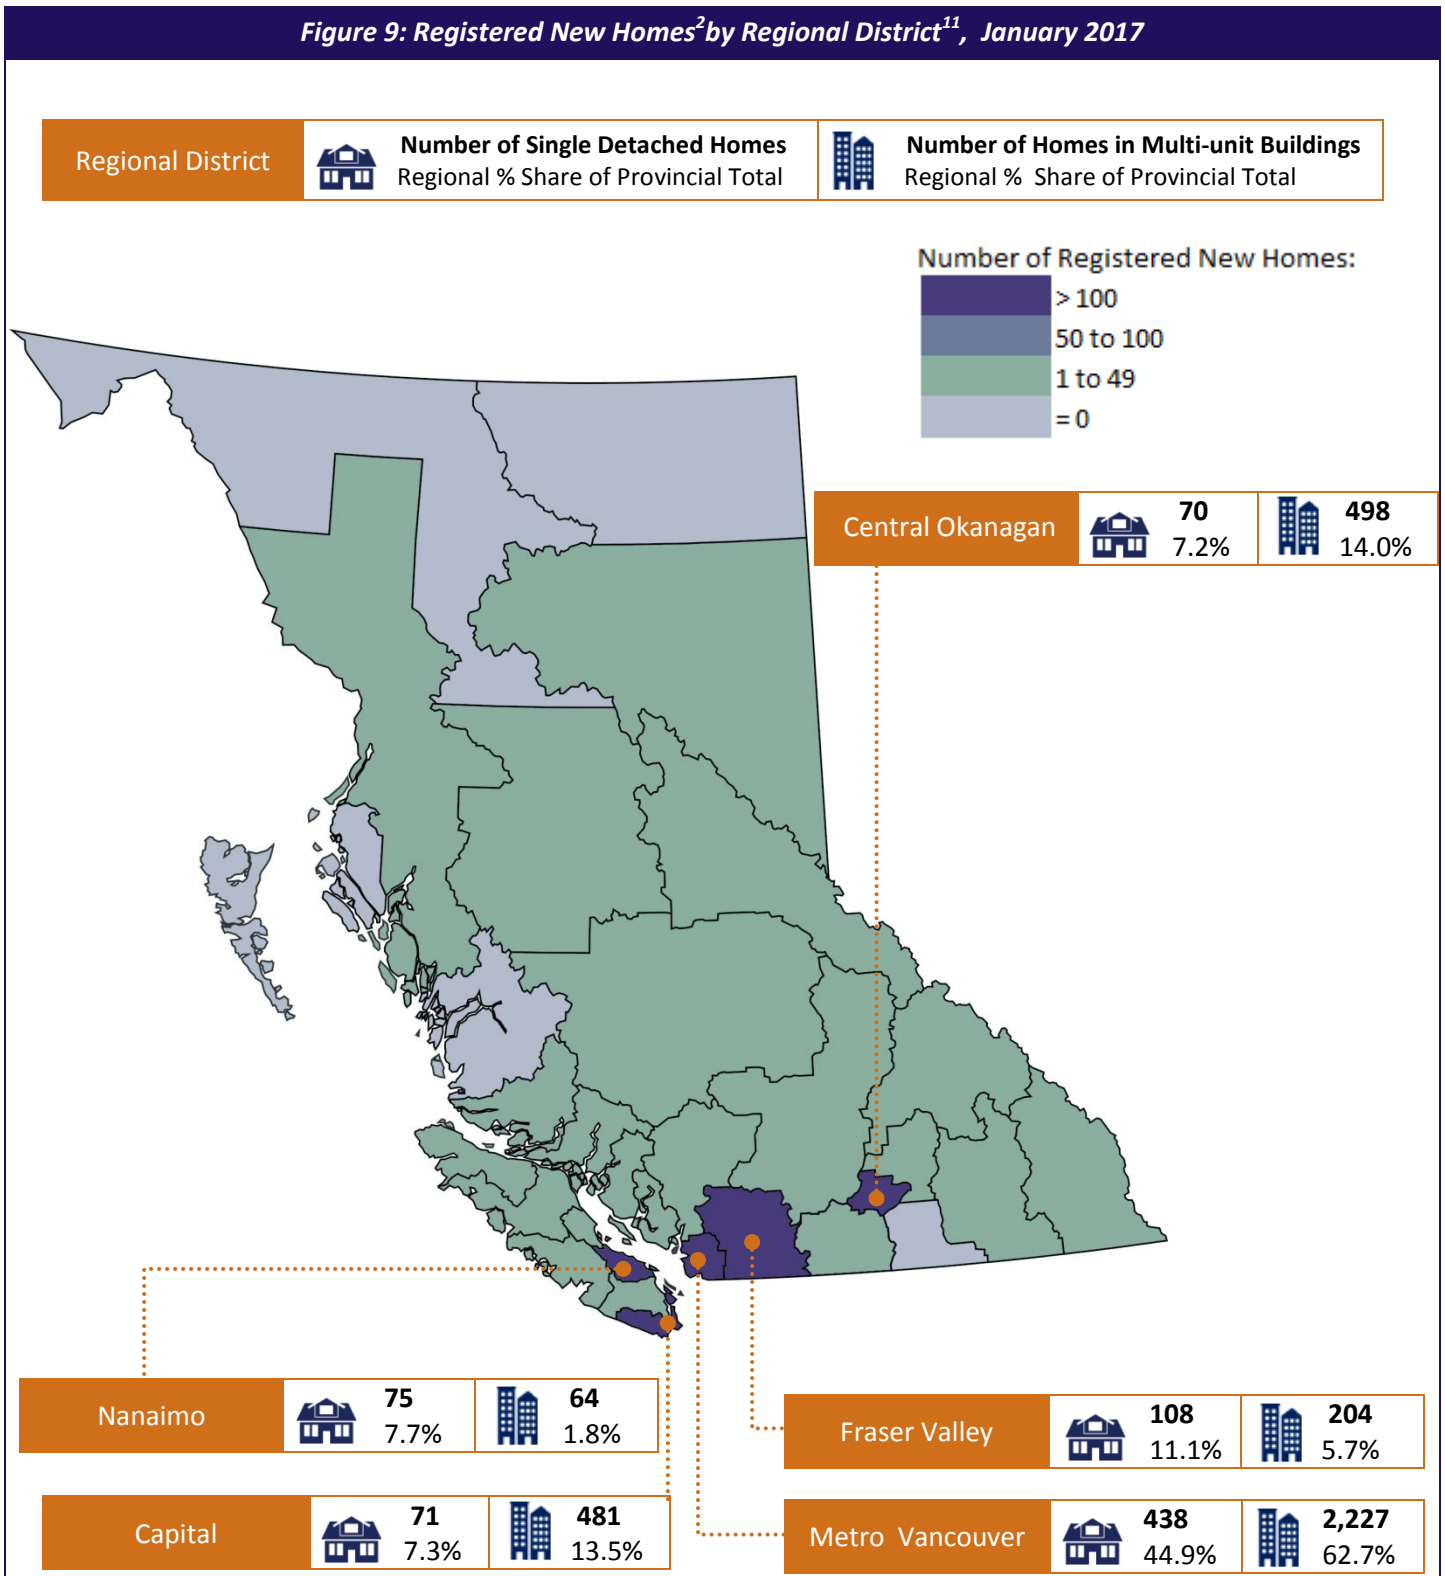 Figure 9: Registered New Homes²by Regional District¹¹, January 2017
Regional District
Number of Single Detached Homes
Regional % Share of Provincial Total
Number of Homes in Multi-unit Buildings
Regional % Share of Provincial Total
Number of Registered New Homes:
> 100
50 to 100
1 to 49
= 0
Central Okanagan
70
7.2%
498
14.0%
Nanaimo
75
7.7%
64
1.8%
Fraser Valley
108
11.1%
204
5.7%
Capital
71
7.3%
481
13.5%
Metro Vancouver
438
44.9%
2,227
62.7%